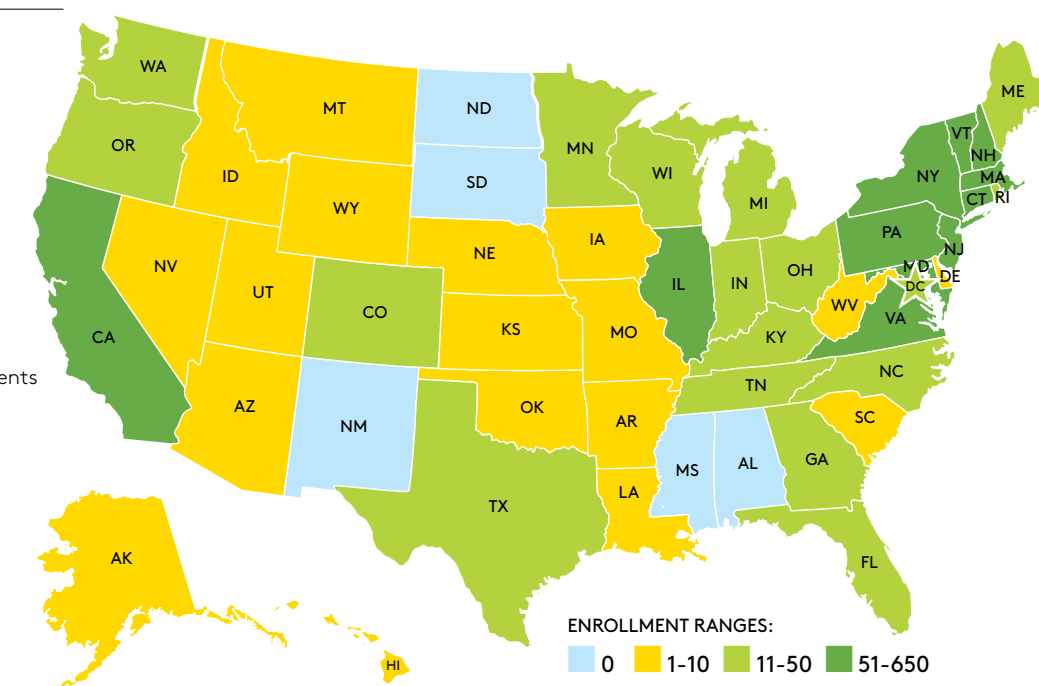 WA
MT
ND
ME
OR
ID
MN
VT
NH
SD
WI
NY
MA
WY
MI
CT
RI
PA
IA
NV
NE
NJ
UT
IL
IN
OH
MD
DE
DC
CO
WV
VA
CA
KS
MO
KY
NC
ents
TN
AZ
OK
AR
SC
NM
MS
AL
GA
LA
TX
AK
FL
HI
ENROLLMENT RANGES:
0 1-10 11-50 51-650